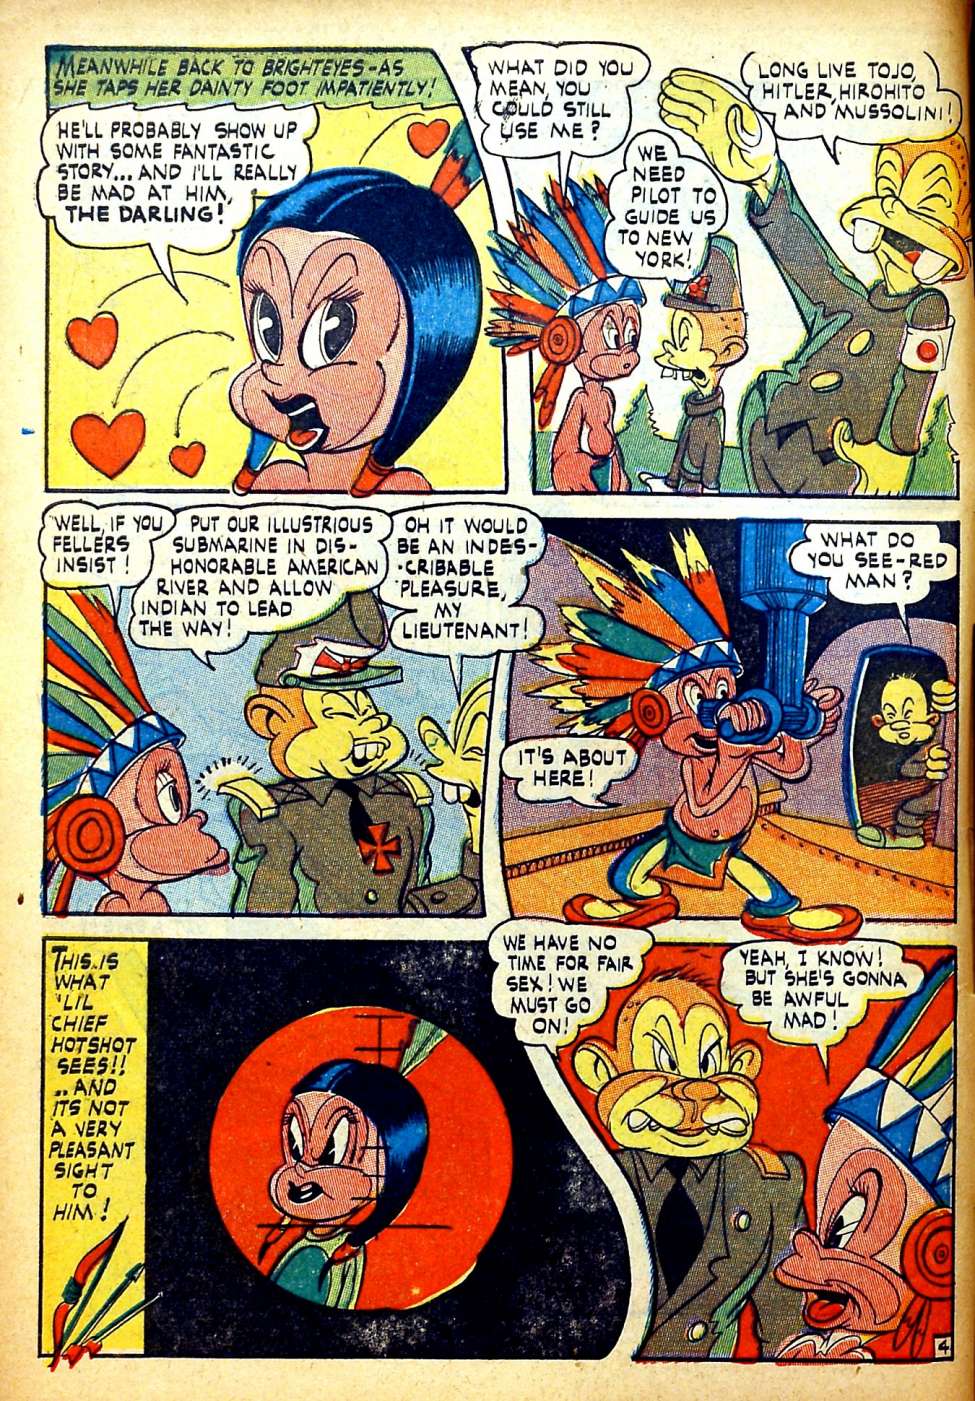 MEANWHILE BACK TO BRIGHTEYES-AS
SHE TAPS HER DAINTY FOOT IMPATIENTLY!
HE'LL PROBABLY SHOW UP
WITH SOME FANTASTIC
STORY...AND I'LL REALLY
BE MAD AT HIM,
THE DARLING!
WHAT DID YOU
MEAN, YOU
COULD STILL
USE ME?
WE
NEED
PILOT TO
GUIDE US
TO NEW
YORK!
LONG LIVE TOJO,
HITLER, HIROHITO
AND MUSSOLINI!
WELL, IF YOU
FELLERS
INSIST!
PUT OUR ILLUSTRIOUS
SUBMARINE IN DIS-
HONORABLE AMERICAN
RIVER AND ALLOW
INDIAN TO LEAD
THE WAY!
OH IT WOULD
BE AN INDES-
CRIBABLE
PLEASURE,
MY
LIEUTENANT!
WHAT DO
YOU SEE-RED
MAN?
IT'S ABOUT
HERE!
THIS IS
WHAT
'LI'L
CHIEF
HOTSHOT
SEES!!
..AND
IT'S NOT
A VERY
PLEASANT
SIGHT
TO
HIM!
WE HAVE NO
TIME FOR FAIR
SEX! WE
MUST GO
ON!
YEAH, I KNOW!
BUT SHE'S GONNA
BE AWFUL
MAD!
4